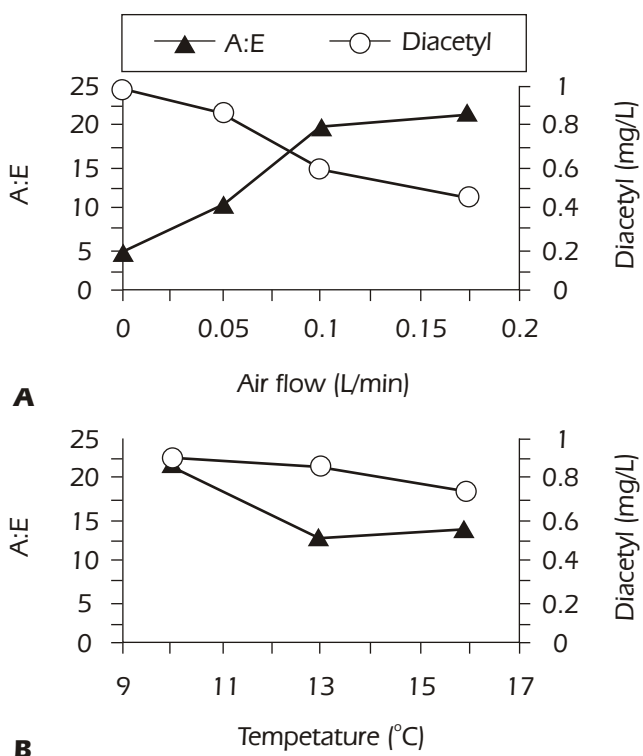 A:E Diacetyl
25 1
20 0.8
15 0.6
10 0.4
5 0.2
0 0
A:E
Diacetyl (mg/L)
0 0.05 0.1 0.15 0.2
Air flow (L/min)
A
25 1
20 0.8
15 0.6
10 0.4
5 0.2
0 0
A:E
Diacetyl (mg/L)
9 11 13 15 17
Tempetature (°C)
B